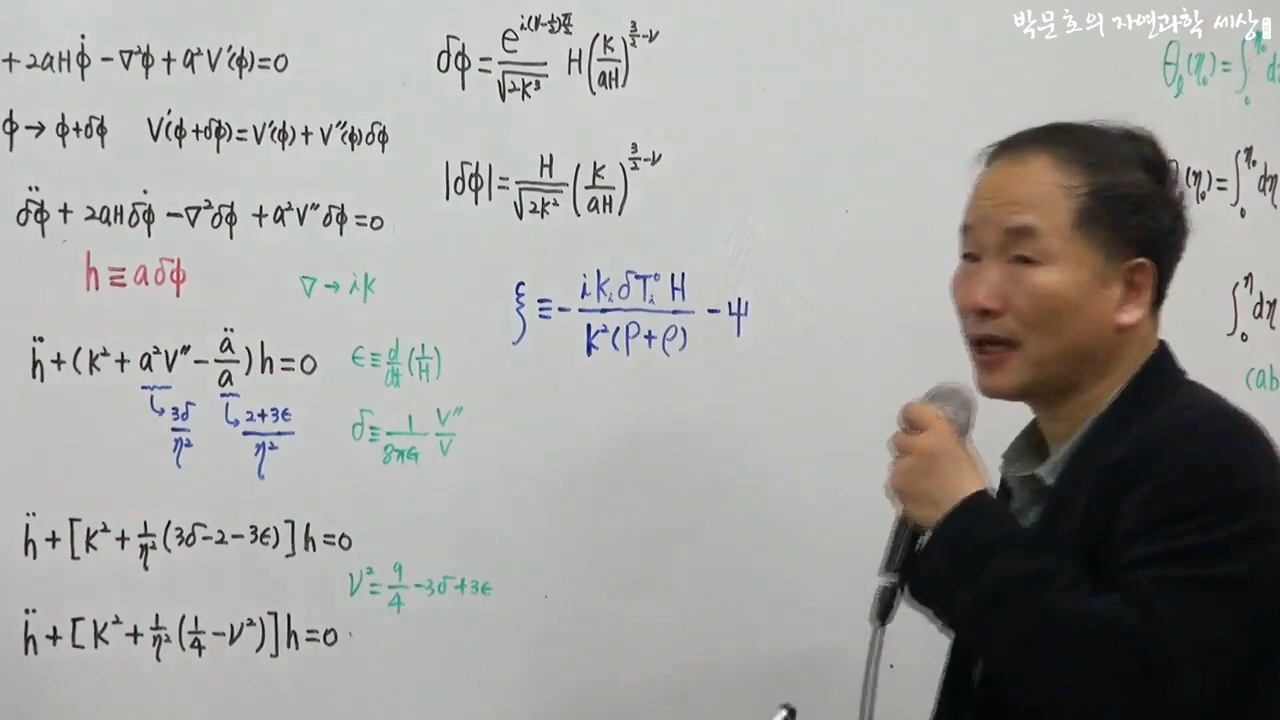 박문호의 자연과학 세상
+ 2aHφ̇ − ∇²φ + a²V'(φ) = 0
φ → φ+δφ V'(φ+δφ) = V'(φ) + V''(φ)δφ
δφ̈ + 2aHδφ̇ − ∇²δφ + a²V''δφ = 0
h ≡ aδφ ∇ → ik
ḧ + (k² + a²V'' − ä/a)h = 0 ε ≡ d/dt(1/H)
3δ/η² 2+3ε/η² δ ≡ 1/8πG V''/V
ḧ + [k² + 1/η²(3δ−2−3ε)]h = 0
ν² = 9/4 −3δ+3ε
ḧ + [k² + 1/η²(1/4 − ν²)]h = 0
δφ = e^{i(ν−1/2)π/2}/√2k³ H(k/aH)^{3/2−ν}
|δφ| = H/√2k² (k/aH)^{3/2−ν}
ξ ≡ − ikᵢδTᵢ⁰H/k²(ρ+ρ) − ψ
θₗ(η₀) = ∫₀^{η₀} d
(η₀) = ∫₀^{η₀} dη
∫₀^{η} dη
(ab